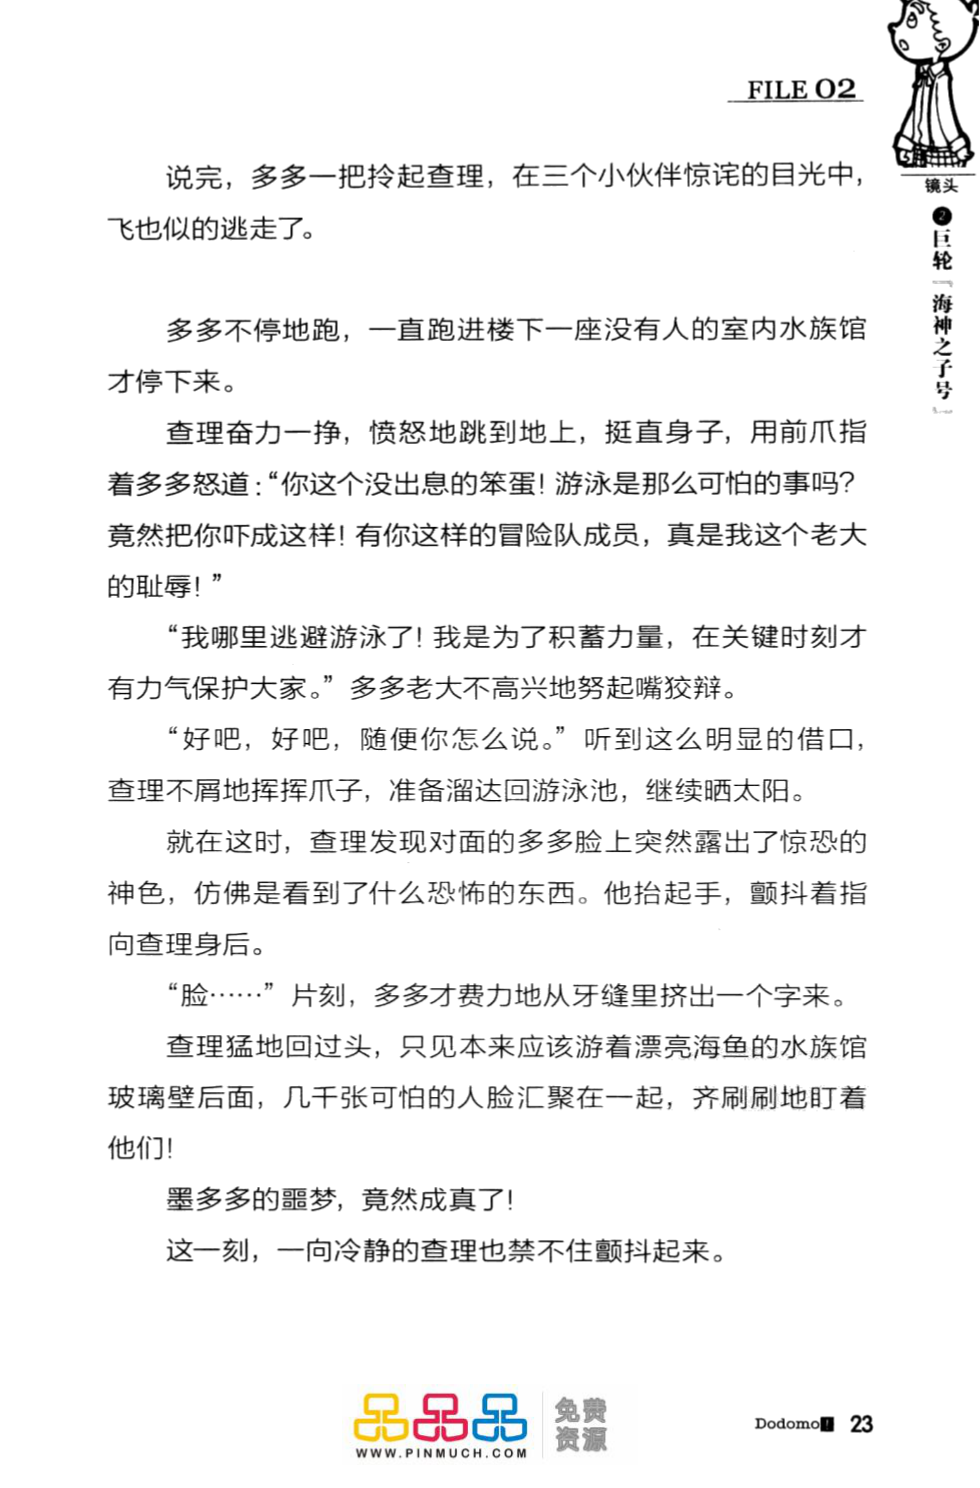 FILE 02
镜头
❷巨轮『海神之子号』
说完，多多一把拎起查理，在三个小伙伴惊诧的目光中，
飞也似的逃走了。
多多不停地跑，一直跑进楼下一座没有人的室内水族馆
才停下来。
查理奋力一挣，愤怒地跳到地上，挺直身子，用前爪指
着多多怒道：“你这个没出息的笨蛋！游泳是那么可怕的事吗？
竟然把你吓成这样！有你这样的冒险队成员，真是我这个老大
的耻辱！”
“我哪里逃避游泳了！我是为了积蓄力量，在关键时刻才
有力气保护大家。”多多老大不高兴地努起嘴狡辩。
“好吧，好吧，随便你怎么说。”听到这么明显的借口，
查理不屑地挥挥爪子，准备溜达回游泳池，继续晒太阳。
就在这时，查理发现对面的多多脸上突然露出了惊恐的
神色，仿佛是看到了什么恐怖的东西。他抬起手，颤抖着指
向查理身后。
“脸……”片刻，多多才费力地从牙缝里挤出一个字来。
查理猛地回过头，只见本来应该游着漂亮海鱼的水族馆
玻璃壁后面，几千张可怕的人脸汇聚在一起，齐刷刷地盯着
他们！
墨多多的噩梦，竟然成真了！
这一刻，一向冷静的查理也禁不住颤抖起来。
品品品
WWW.PINMUCH.COM
免费
资源
Dodomo! 23